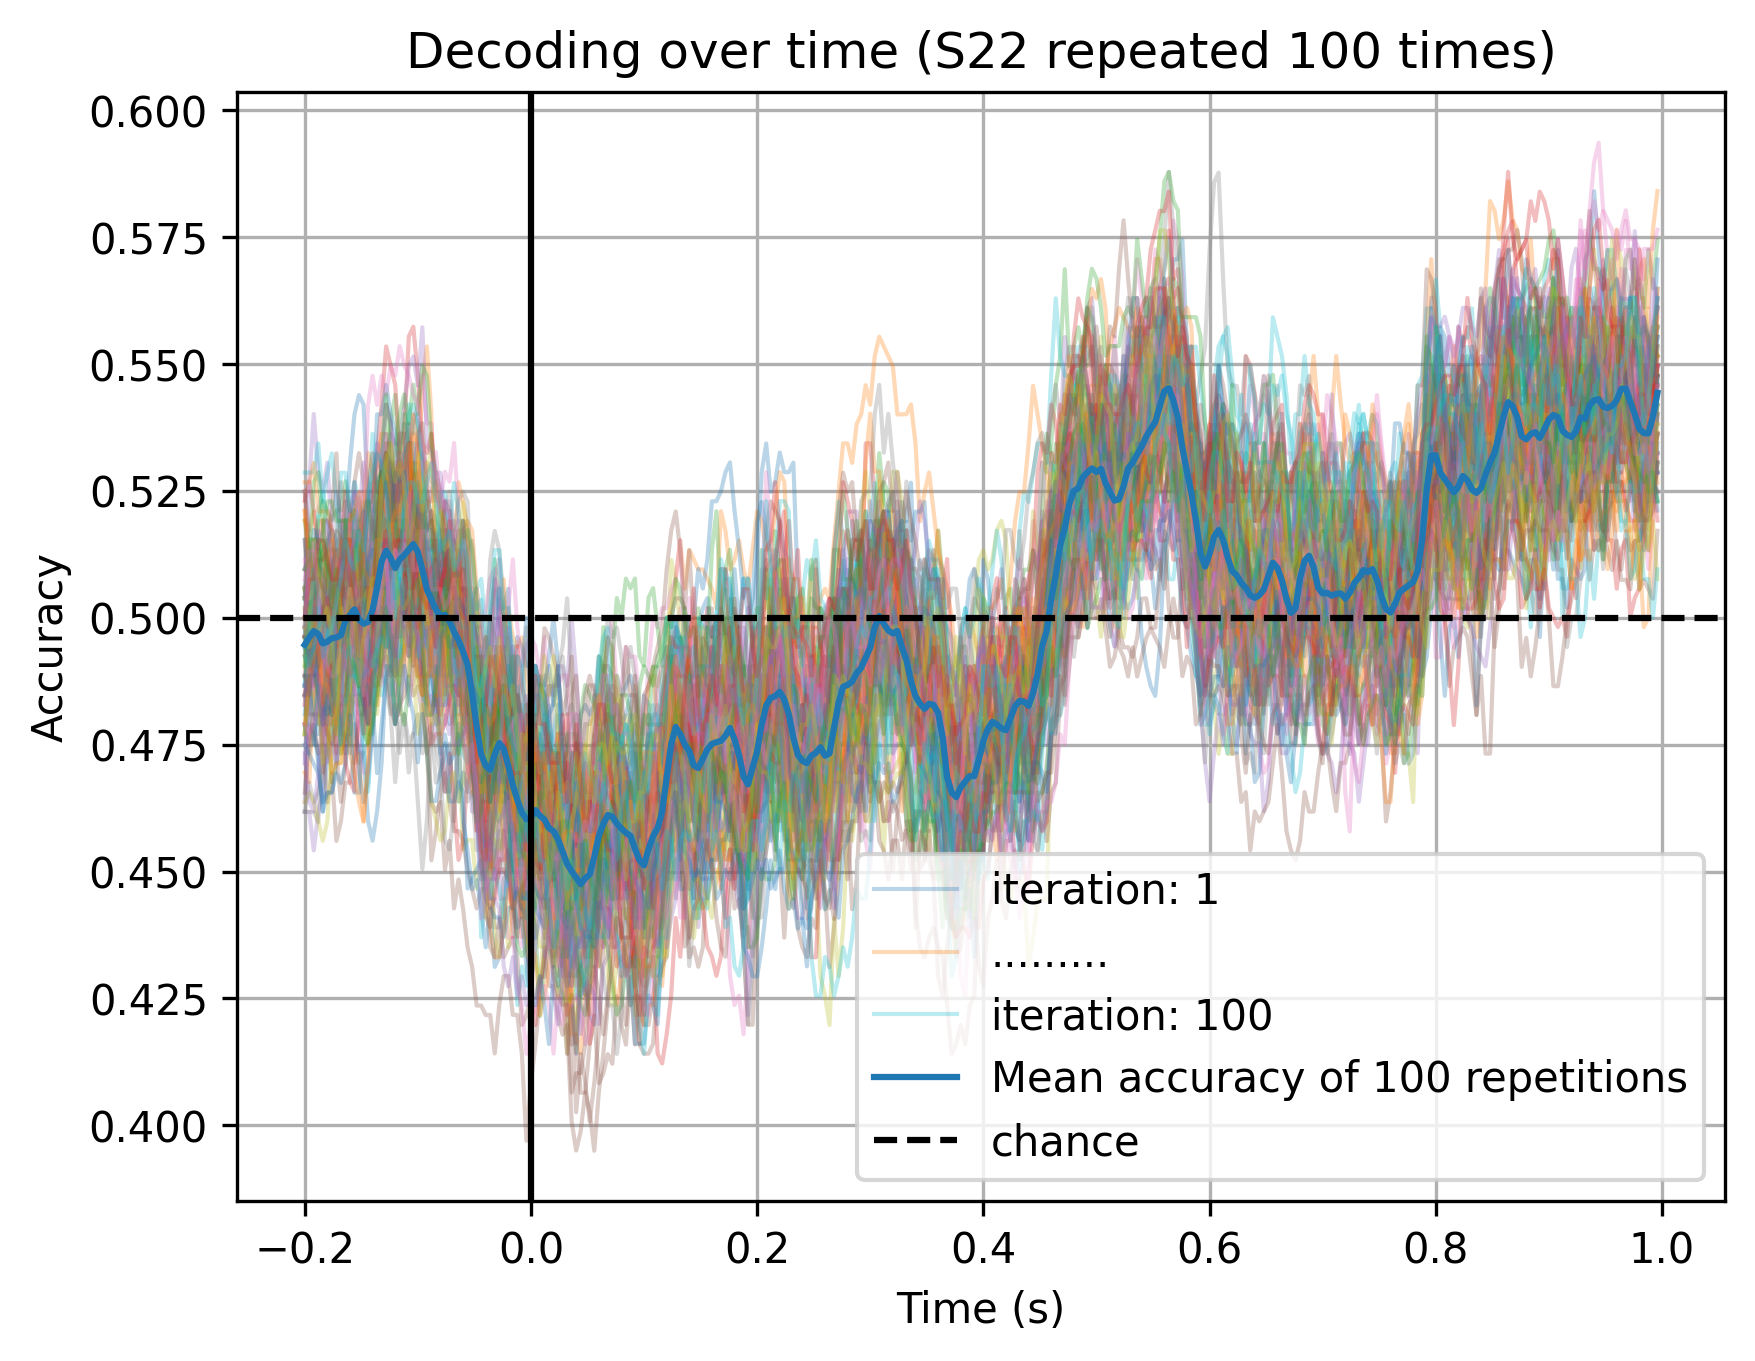 Decoding over time (S22 repeated 100 times)
Accuracy
0.600
0.575
0.550
0.525
0.500
0.475
0.450
0.425
0.400
iteration: 1
.........
iteration: 100
Mean accuracy of 100 repetitions
chance
−0.2 0.0 0.2 0.4 0.6 0.8 1.0
Time (s)